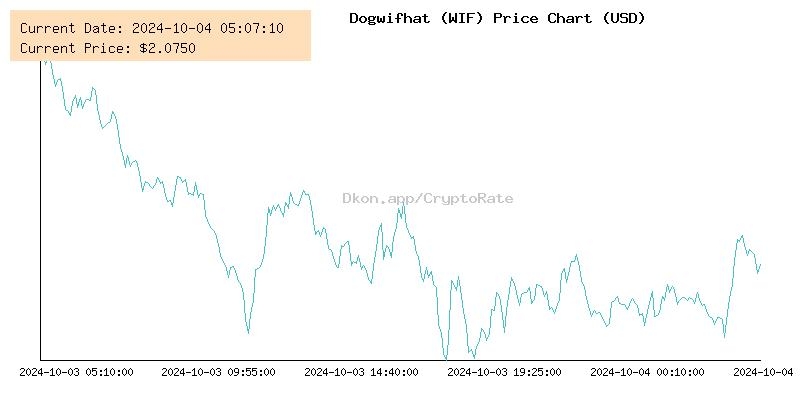 Dogwifhat (WIF) Price Chart (USD)
Current Date: 2024-10-04 05:07:10
Current Price: $2.0750
Dkon.app/CryptoRate
2024-10-03 05:10:00 2024-10-03 09:55:00 2024-10-03 14:40:00 2024-10-03 19:25:00 2024-10-04 00:10:00 2024-10-04